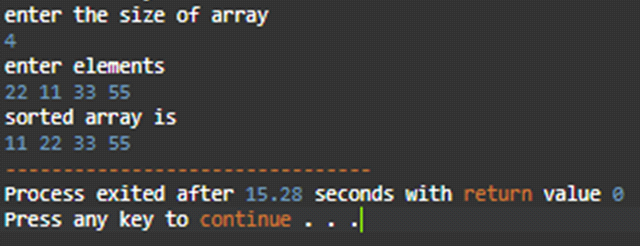 enter the size of array
4
enter elements
22 11 33 55
sorted array is
11 22 33 55
--------------------------------
Process exited after 15.28 seconds with return value 0
Press any key to continue . . .